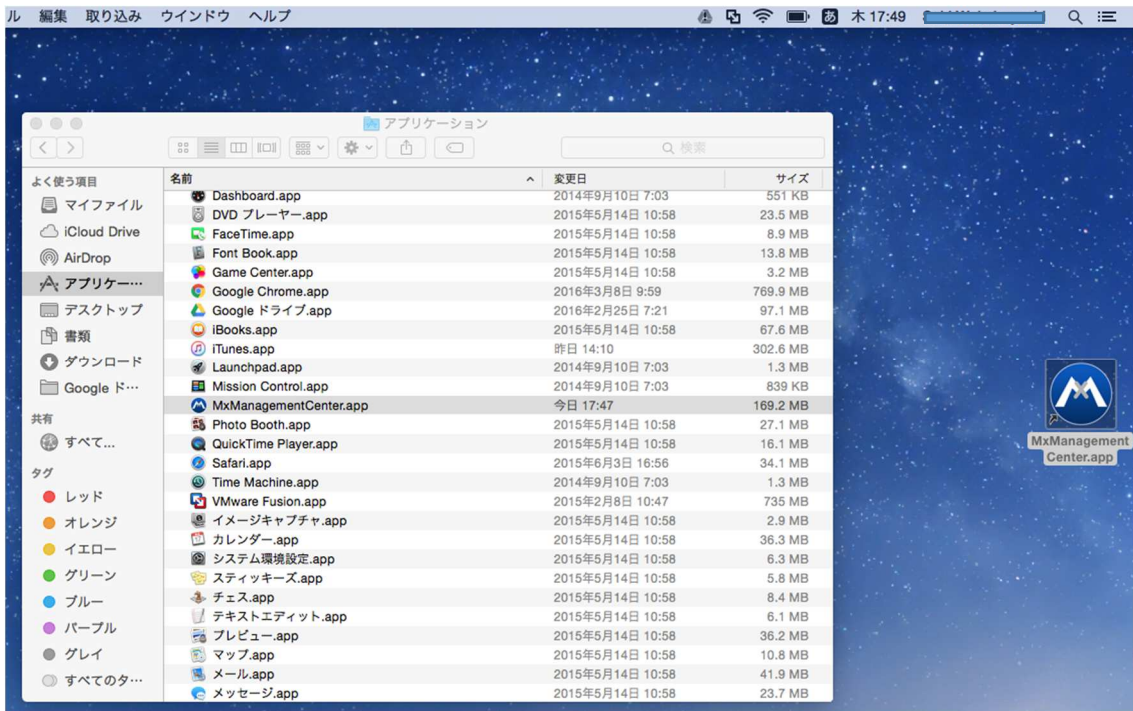 ル 編集 取り込み ウインドウ ヘルプ あ 木 17:49
アプリケーション
検索
よく使う項目
マイファイル
iCloud Drive
AirDrop
アプリケー…
デスクトップ
書類
ダウンロード
Google ド…
共有
すべて...
タグ
レッド
オレンジ
イエロー
グリーン
ブルー
パープル
グレイ
すべてのタ…
名前 変更日 サイズ
Dashboard.app 2014年9月10日 7:03 551 KB
DVD プレーヤー.app 2015年5月14日 10:58 23.5 MB
FaceTime.app 2015年5月14日 10:58 8.9 MB
Font Book.app 2015年5月14日 10:58 13.8 MB
Game Center.app 2015年5月14日 10:58 3.2 MB
Google Chrome.app 2016年3月8日 9:59 769.9 MB
Google ドライブ.app 2016年2月25日 7:21 97.1 MB
iBooks.app 2015年5月14日 10:58 67.6 MB
iTunes.app 昨日 14:10 302.6 MB
Launchpad.app 2014年9月10日 7:03 1.3 MB
Mission Control.app 2014年9月10日 7:03 839 KB
MxManagementCenter.app 今日 17:47 169.2 MB
Photo Booth.app 2015年5月14日 10:58 27.1 MB
QuickTime Player.app 2015年5月14日 10:58 16.1 MB
Safari.app 2015年6月3日 16:56 34.1 MB
Time Machine.app 2014年9月10日 7:03 1.3 MB
VMware Fusion.app 2015年2月8日 10:47 735 MB
イメージキャプチャ.app 2015年5月14日 10:58 2.9 MB
カレンダー.app 2015年5月14日 10:58 36.3 MB
システム環境設定.app 2015年5月14日 10:58 6.3 MB
スティッキーズ.app 2015年5月14日 10:58 5.8 MB
チェス.app 2015年5月14日 10:58 8.4 MB
テキストエディット.app 2015年5月14日 10:58 6.1 MB
プレビュー.app 2015年5月14日 10:58 36.2 MB
マップ.app 2015年5月14日 10:58 10.8 MB
メール.app 2015年5月14日 10:58 41.9 MB
メッセージ.app 2015年5月14日 10:58 23.7 MB
MxManagement
Center.app